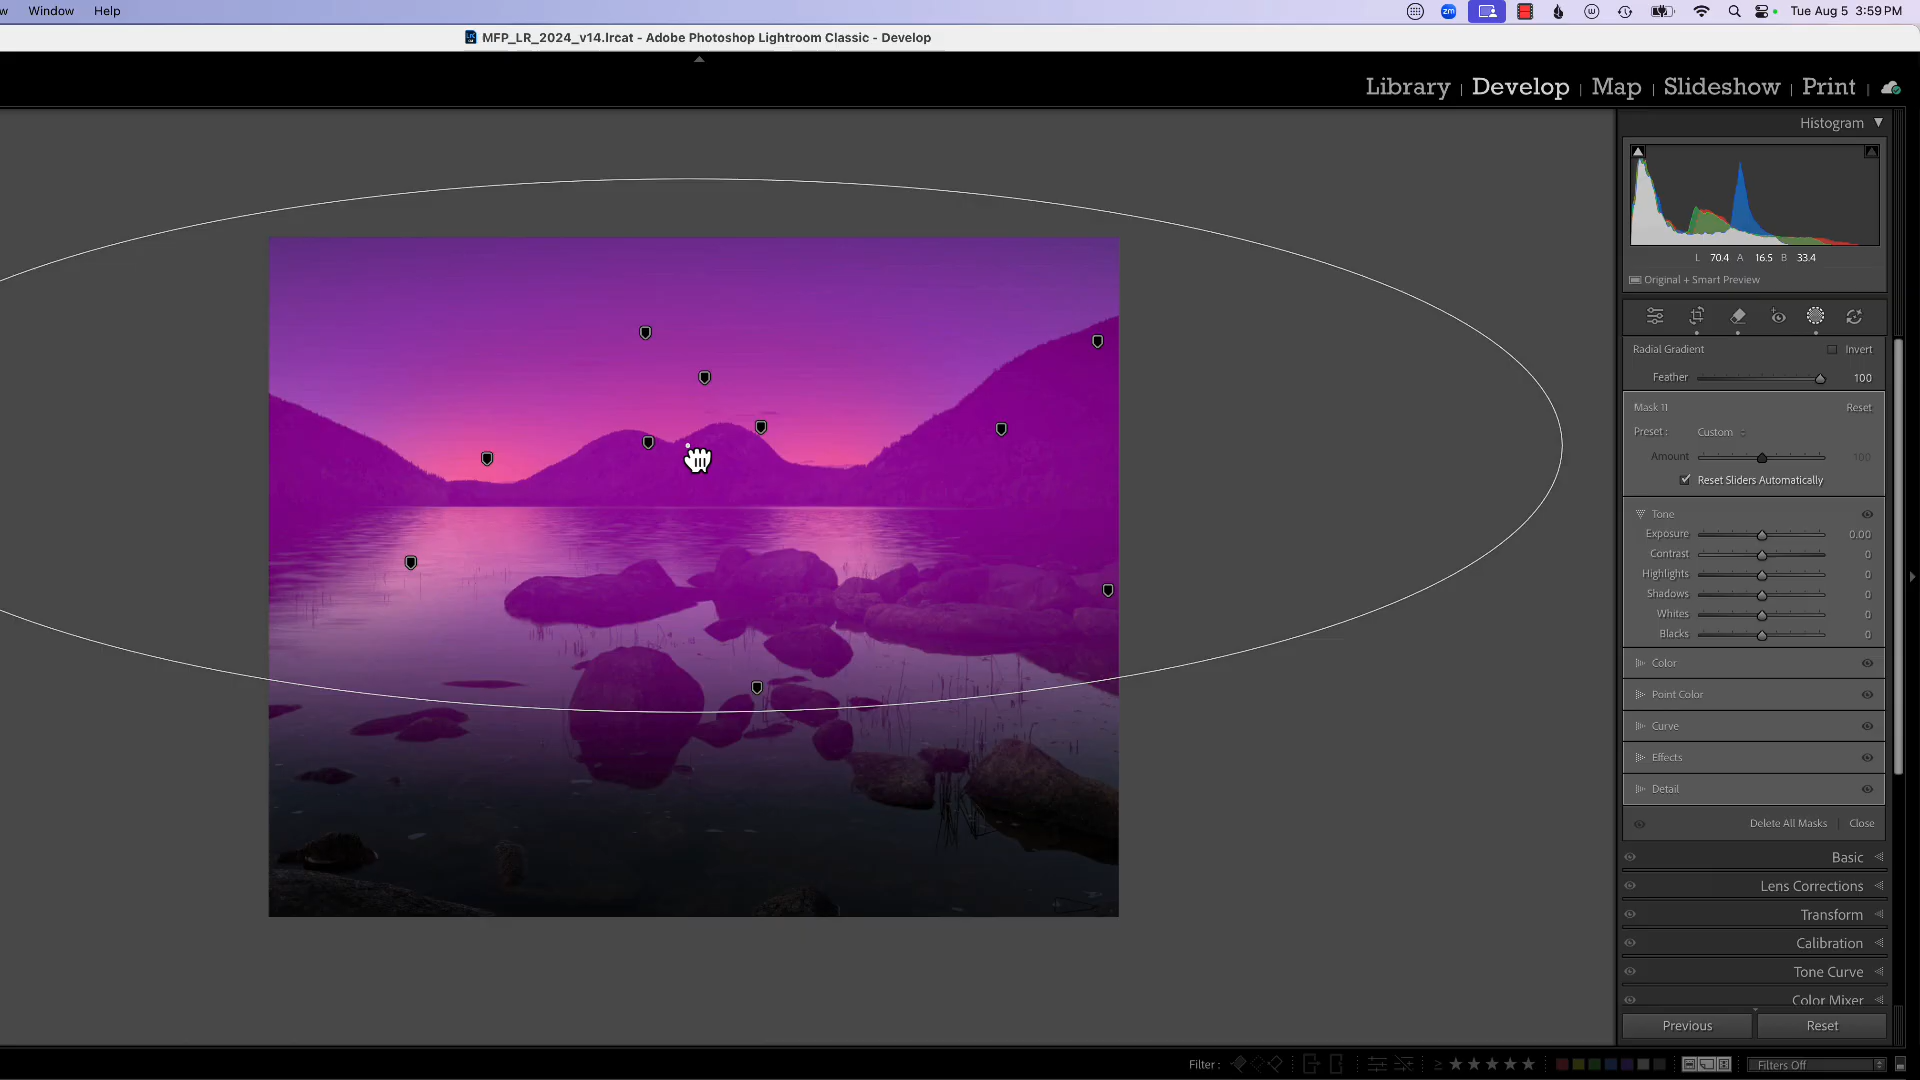 w Window Help Tue Aug 5 3:59 PM
MFP_LR_2024_v14.lrcat - Adobe Photoshop Lightroom Classic - Develop
Library | Develop | Map | Slideshow | Print |
Histogram
L 70.4 A 16.5 B 33.4
Original + Smart Preview
Radial Gradient Invert
Feather 100
Mask 11 Reset
Preset : Custom
Amount 100
Reset Sliders Automatically
Tone
Exposure 0.00
Contrast 0
Highlights 0
Shadows 0
Whites 0
Blacks 0
Color
Point Color
Curve
Effects
Detail
Delete All Masks | Close
Basic
Lens Corrections
Transform
Calibration
Tone Curve
Color Mixer
Previous Reset
Filter : ≥ ★★★★★ Filters Off